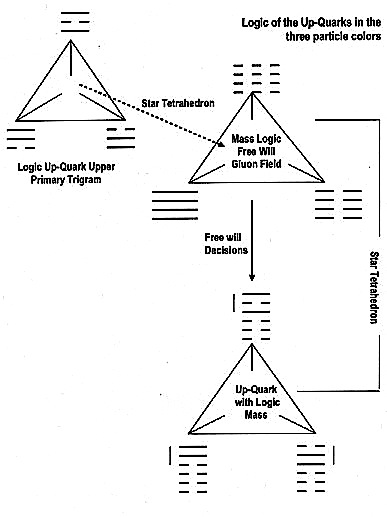 Logic of the Up-Quarks in the
three particle colors
Star Tetrahedron
Mass Logic
Free Will
Gluon Field
Logic Up-Quark Upper
Primary Trigram
Free will
Decisions
Star Tetrahedron
Up-Quark
with Logic
Mass